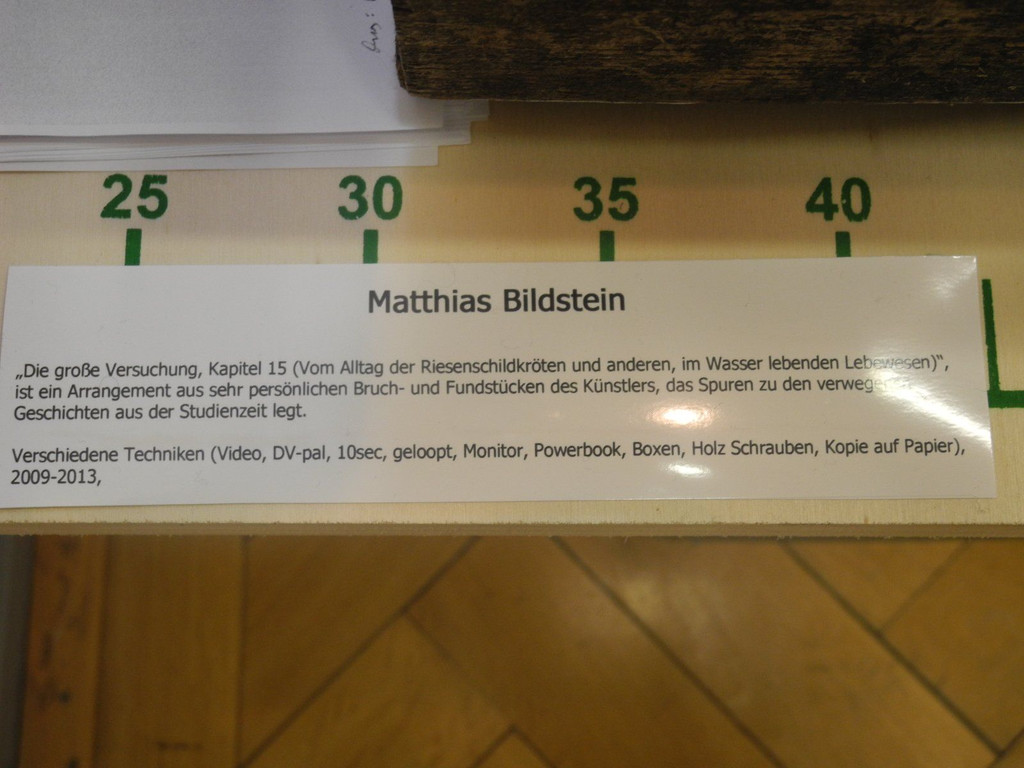 25 30 35 40
Matthias Bildstein
„Die große Versuchung, Kapitel 15 (Vom Alltag der Riesenschildkröten und anderen, im Wasser lebenden Lebewesen)“,
ist ein Arrangement aus sehr persönlichen Bruch- und Fundstücken des Künstlers, das Spuren zu den verwegenen
Geschichten aus der Studienzeit legt.
Verschiedene Techniken (Video, DV-pal, 10sec, geloopt, Monitor, Powerbook, Boxen, Holz Schrauben, Kopie auf Papier),
2009-2013,